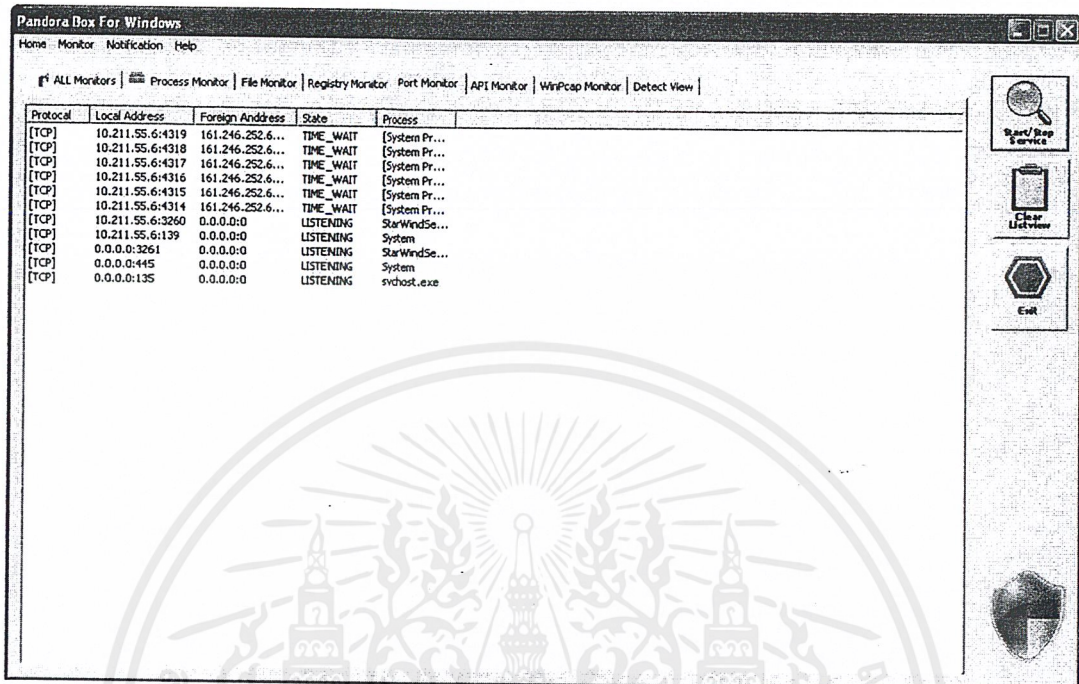 Pandora Box For Windows
Home Monitor Notification Help
ALL Monitors Process Monitor File Monitor Registry Monitor Port Monitor API Monitor WinPcap Monitor Detect View
Protocal Local Address Foreign Anddress State Process
[TCP] 10.211.55.6:4319 161.246.252.6... TIME_WAIT [System Pr...
[TCP] 10.211.55.6:4318 161.246.252.6... TIME_WAIT [System Pr...
[TCP] 10.211.55.6:4317 161.246.252.6... TIME_WAIT [System Pr...
[TCP] 10.211.55.6:4316 161.246.252.6... TIME_WAIT [System Pr...
[TCP] 10.211.55.6:4315 161.246.252.6... TIME_WAIT [System Pr...
[TCP] 10.211.55.6:4314 161.246.252.6... TIME_WAIT [System Pr...
[TCP] 10.211.55.6:3260 0.0.0.0:0 LISTENING StarWindSe...
[TCP] 10.211.55.6:139 0.0.0.0:0 LISTENING System
[TCP] 0.0.0.0:3261 0.0.0.0:0 LISTENING StarWindSe...
[TCP] 0.0.0.0:445 0.0.0.0:0 LISTENING System
[TCP] 0.0.0.0:135 0.0.0.0:0 LISTENING svchost.exe
Start/Stop
Service
Clear
Listview
Exit